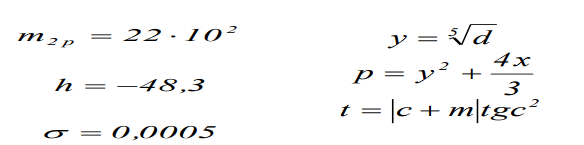 m₂ₚ = 22 · 10²
h = −48,3
σ = 0,0005
y = ⁵√d
p = y² + 4x/3
t = |c + m|tgc²